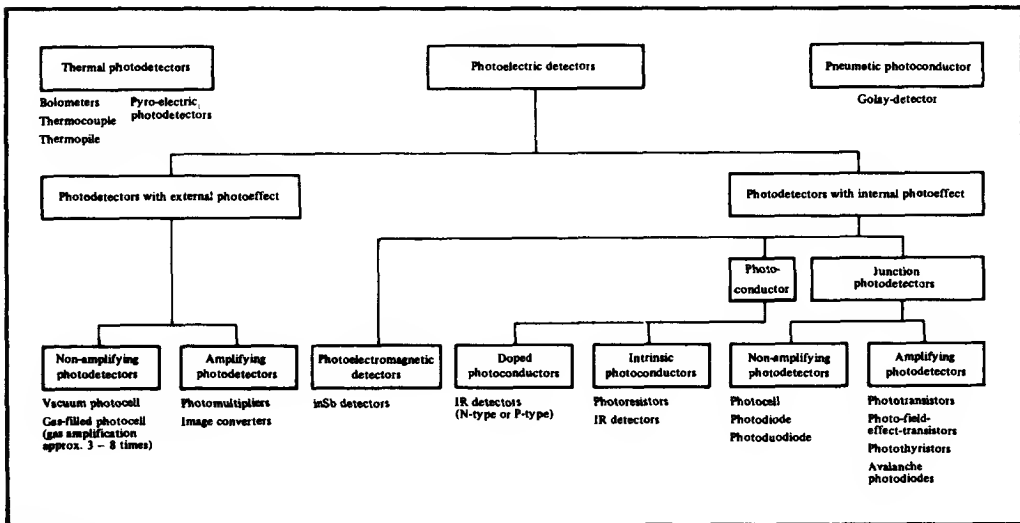 Thermal photodetectors
Bolometers
Thermocouple
Thermopile
Pyro-electric
photodetectors
Photoelectric detectors
Pneumetic photoconductor
Golay-detector
Photodetectors with external photoeffect
Photodetectors with internal photoeffect
Photo-
conductor
Junction
photodetectors
Non-amplifying
photodetectors
Vacuum photocell
Gas-filled photocell
(gas amplification
approx. 3 – 8 times)
Amplifying
photodetectors
Photomultipliers
Image converters
Photoelectromagnetic
detectors
inSb detectors
Doped
photoconductors
IR detectors
(N-type or P-type)
Intrinsic
photoconductors
Photoresistors
IR detectors
Non-amplifying
photodetectors
Photocell
Photodiode
Photoduodiode
Amplifying
photodetectors
Phototransistors
Photo-field-
effect-transistors
Photothyristors
Avalanche
photodiodes